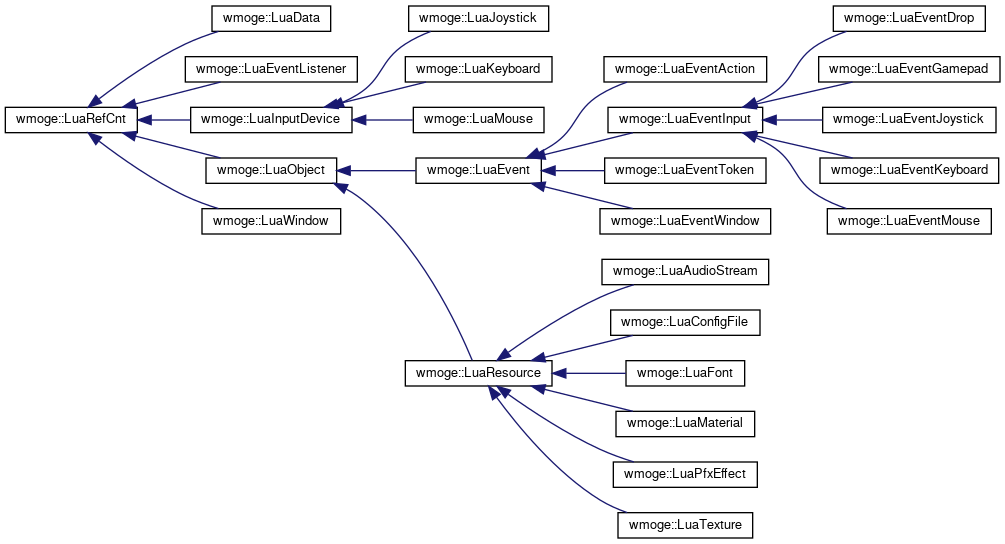 wmoge::LuaRefCnt
wmoge::LuaData
wmoge::LuaEventListener
wmoge::LuaInputDevice
wmoge::LuaObject
wmoge::LuaWindow
wmoge::LuaJoystick
wmoge::LuaKeyboard
wmoge::LuaMouse
wmoge::LuaEvent
wmoge::LuaResource
wmoge::LuaEventAction
wmoge::LuaEventInput
wmoge::LuaEventToken
wmoge::LuaEventWindow
wmoge::LuaAudioStream
wmoge::LuaConfigFile
wmoge::LuaFont
wmoge::LuaMaterial
wmoge::LuaPfxEffect
wmoge::LuaTexture
wmoge::LuaEventDrop
wmoge::LuaEventGamepad
wmoge::LuaEventJoystick
wmoge::LuaEventKeyboard
wmoge::LuaEventMouse